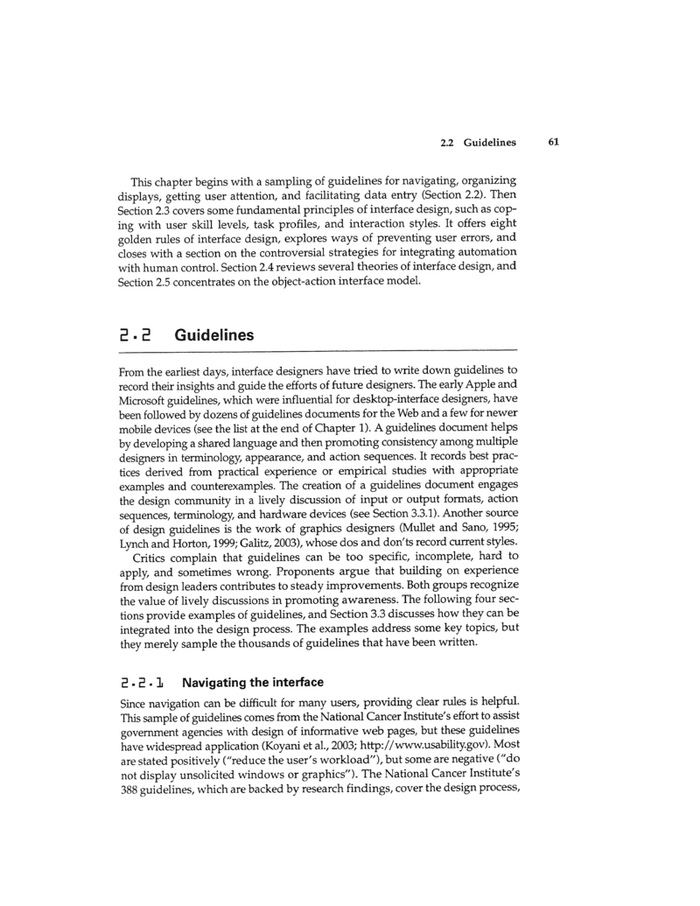 2.2 Guidelines 61
This chapter begins with a sampling of guidelines for navigating, organizing
displays, getting user attention, and facilitating data entry (Section 2.2). Then
Section 2.3 covers some fundamental principles of interface design, such as cop-
ing with user skill levels, task profiles, and interaction styles. It offers eight
golden rules of interface design, explores ways of preventing user errors, and
closes with a section on the controversial strategies for integrating automation
with human control. Section 2.4 reviews several theories of interface design, and
Section 2.5 concentrates on the object-action interface model.
2.2 Guidelines
From the earliest days, interface designers have tried to write down guidelines to
record their insights and guide the efforts of future designers. The early Apple and
Microsoft guidelines, which were influential for desktop-interface designers, have
been followed by dozens of guidelines documents for the Web and a few for newer
mobile devices (see the list at the end of Chapter 1). A guidelines document helps
by developing a shared language and then promoting consistency among multiple
designers in terminology, appearance, and action sequences. It records best prac-
tices derived from practical experience or empirical studies with appropriate
examples and counterexamples. The creation of a guidelines document engages
the design community in a lively discussion of input or output formats, action
sequences, terminology, and hardware devices (see Section 3.3.1). Another source
of design guidelines is the work of graphics designers (Mullet and Sano, 1995;
Lynch and Horton, 1999; Galitz, 2003), whose dos and don'ts record current styles.
Critics complain that guidelines can be too specific, incomplete, hard to
apply, and sometimes wrong. Proponents argue that building on experience
from design leaders contributes to steady improvements. Both groups recognize
the value of lively discussions in promoting awareness. The following four sec-
tions provide examples of guidelines, and Section 3.3 discusses how they can be
integrated into the design process. The examples address some key topics, but
they merely sample the thousands of guidelines that have been written.
2.2.1 Navigating the interface
Since navigation can be difficult for many users, providing clear rules is helpful.
This sample of guidelines comes from the National Cancer Institute's effort to assist
government agencies with design of informative web pages, but these guidelines
have widespread application (Koyani et al., 2003; http://www.usability.gov). Most
are stated positively ("reduce the user's workload"), but some are negative ("do
not display unsolicited windows or graphics"). The National Cancer Institute's
388 guidelines, which are backed by research findings, cover the design process,